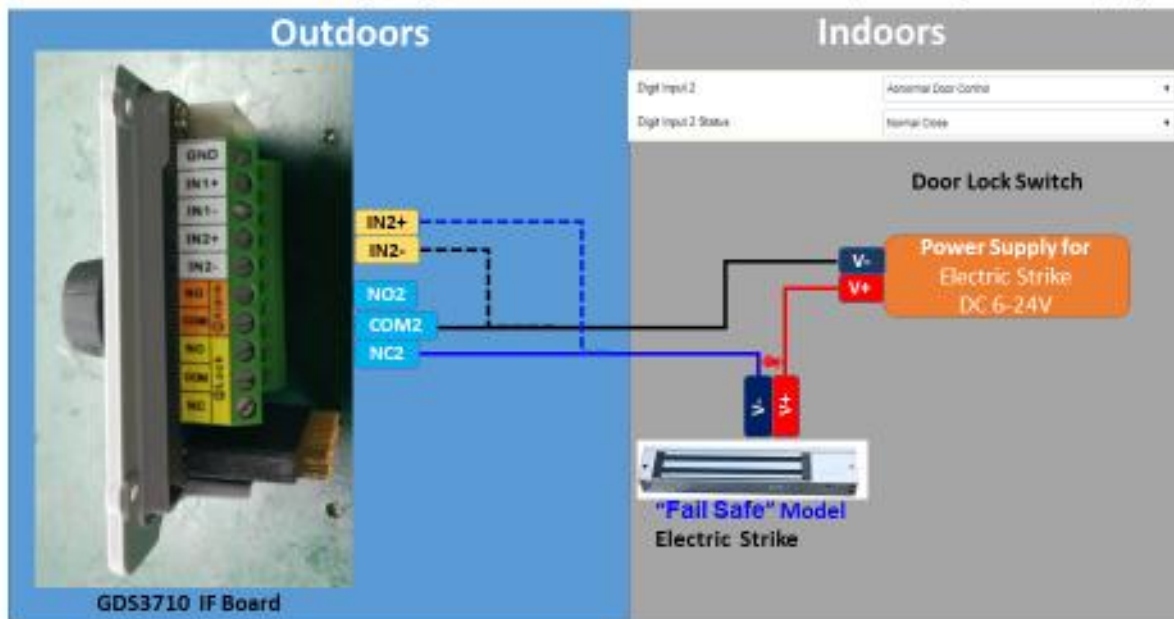 Outdoors
Indoors
Digit Input 2
Abnormal Door Control
Digit Input 2 Status
Normal Close
GND
IN1+
IN1-
IN2+
IN2-
NO
COM
NO
COM
NC
IN2+
IN2-
NO2
COM2
NC2
Door Lock Switch
V-
V+
Power Supply for
Electric Strike
DC 6-24V
V-
V+
"Fail Safe" Model
Electric Strike
GDS3710 IF Board